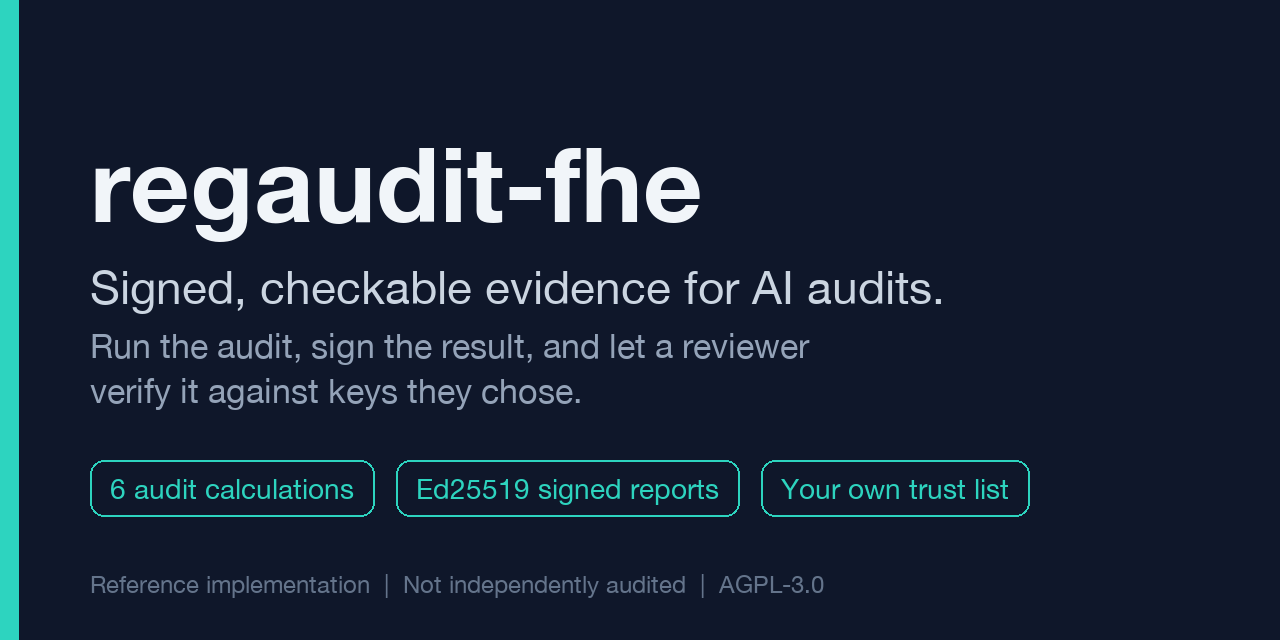 regaudit-fhe
Signed, checkable evidence for AI audits.
Run the audit, sign the result, and let a reviewer
verify it against keys they chose.
6 audit calculations
Ed25519 signed reports
Your own trust list
Reference implementation | Not independently audited | AGPL-3.0